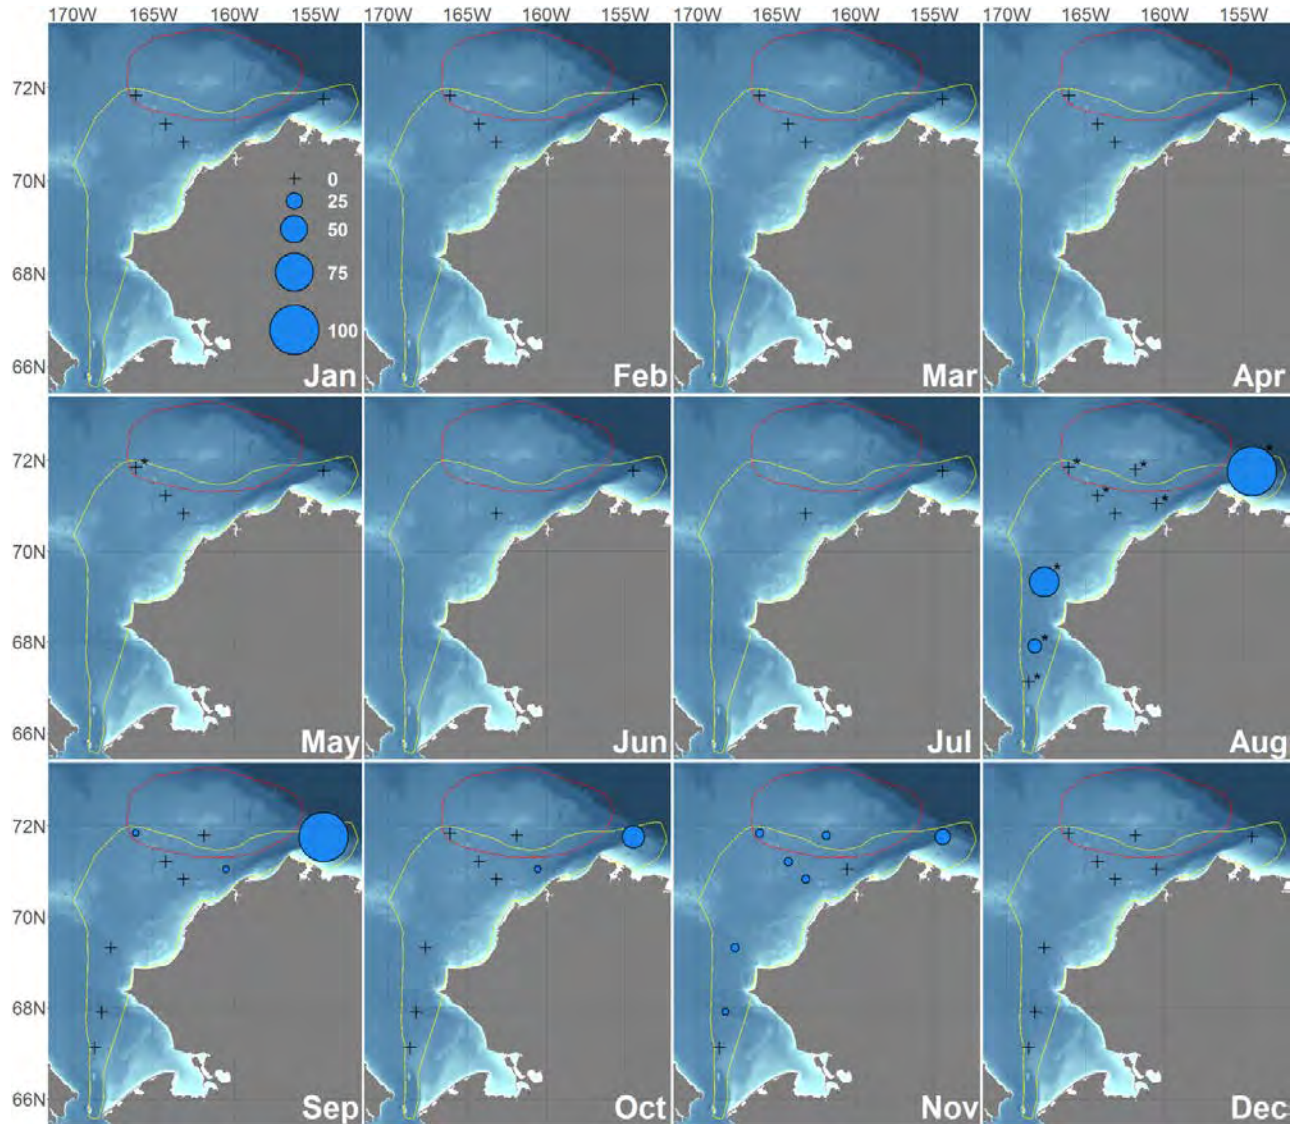 170W 165W 160W 155W 170W 165W 160W 155W 170W 165W 160W 155W 170W 165W 160W 155W
72N
70N
68N
66N
0
25
50
75
100
Jan Feb Mar Apr
72N
70N
68N
66N
* * * * * * * * *
May Jun Jul Aug
72N
70N
68N
66N
Sep Oct Nov Dec